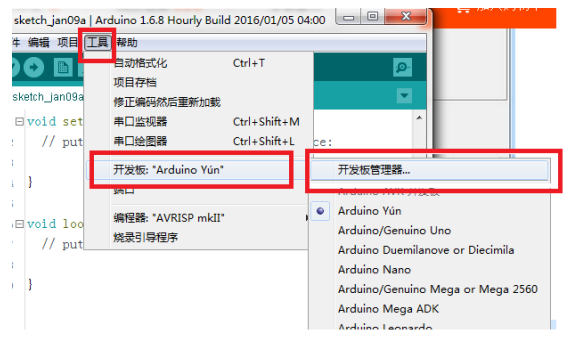 sketch_jan09a | Arduino 1.6.8 Hourly Build 2016/01/05 04:00
编辑 项目 工具 帮助
sketch_jan09a
自动格式化 Ctrl+T
项目存档
修正编码然后重新加载
串口监视器 Ctrl+Shift+M
串口绘图器 Ctrl+Shift+L
void set
// put
ce:
}
开发板: "Arduino Yún"
端口
编程器: "AVRISP mkII"
烧录引导程序
void loo
// put
}
开发板管理器...
Arduino AVR 开发板
Arduino Yún
Arduino/Genuino Uno
Arduino Duemilanove or Diecimila
Arduino Nano
Arduino/Genuino Mega or Mega 2560
Arduino Mega ADK
Arduino Leonardo